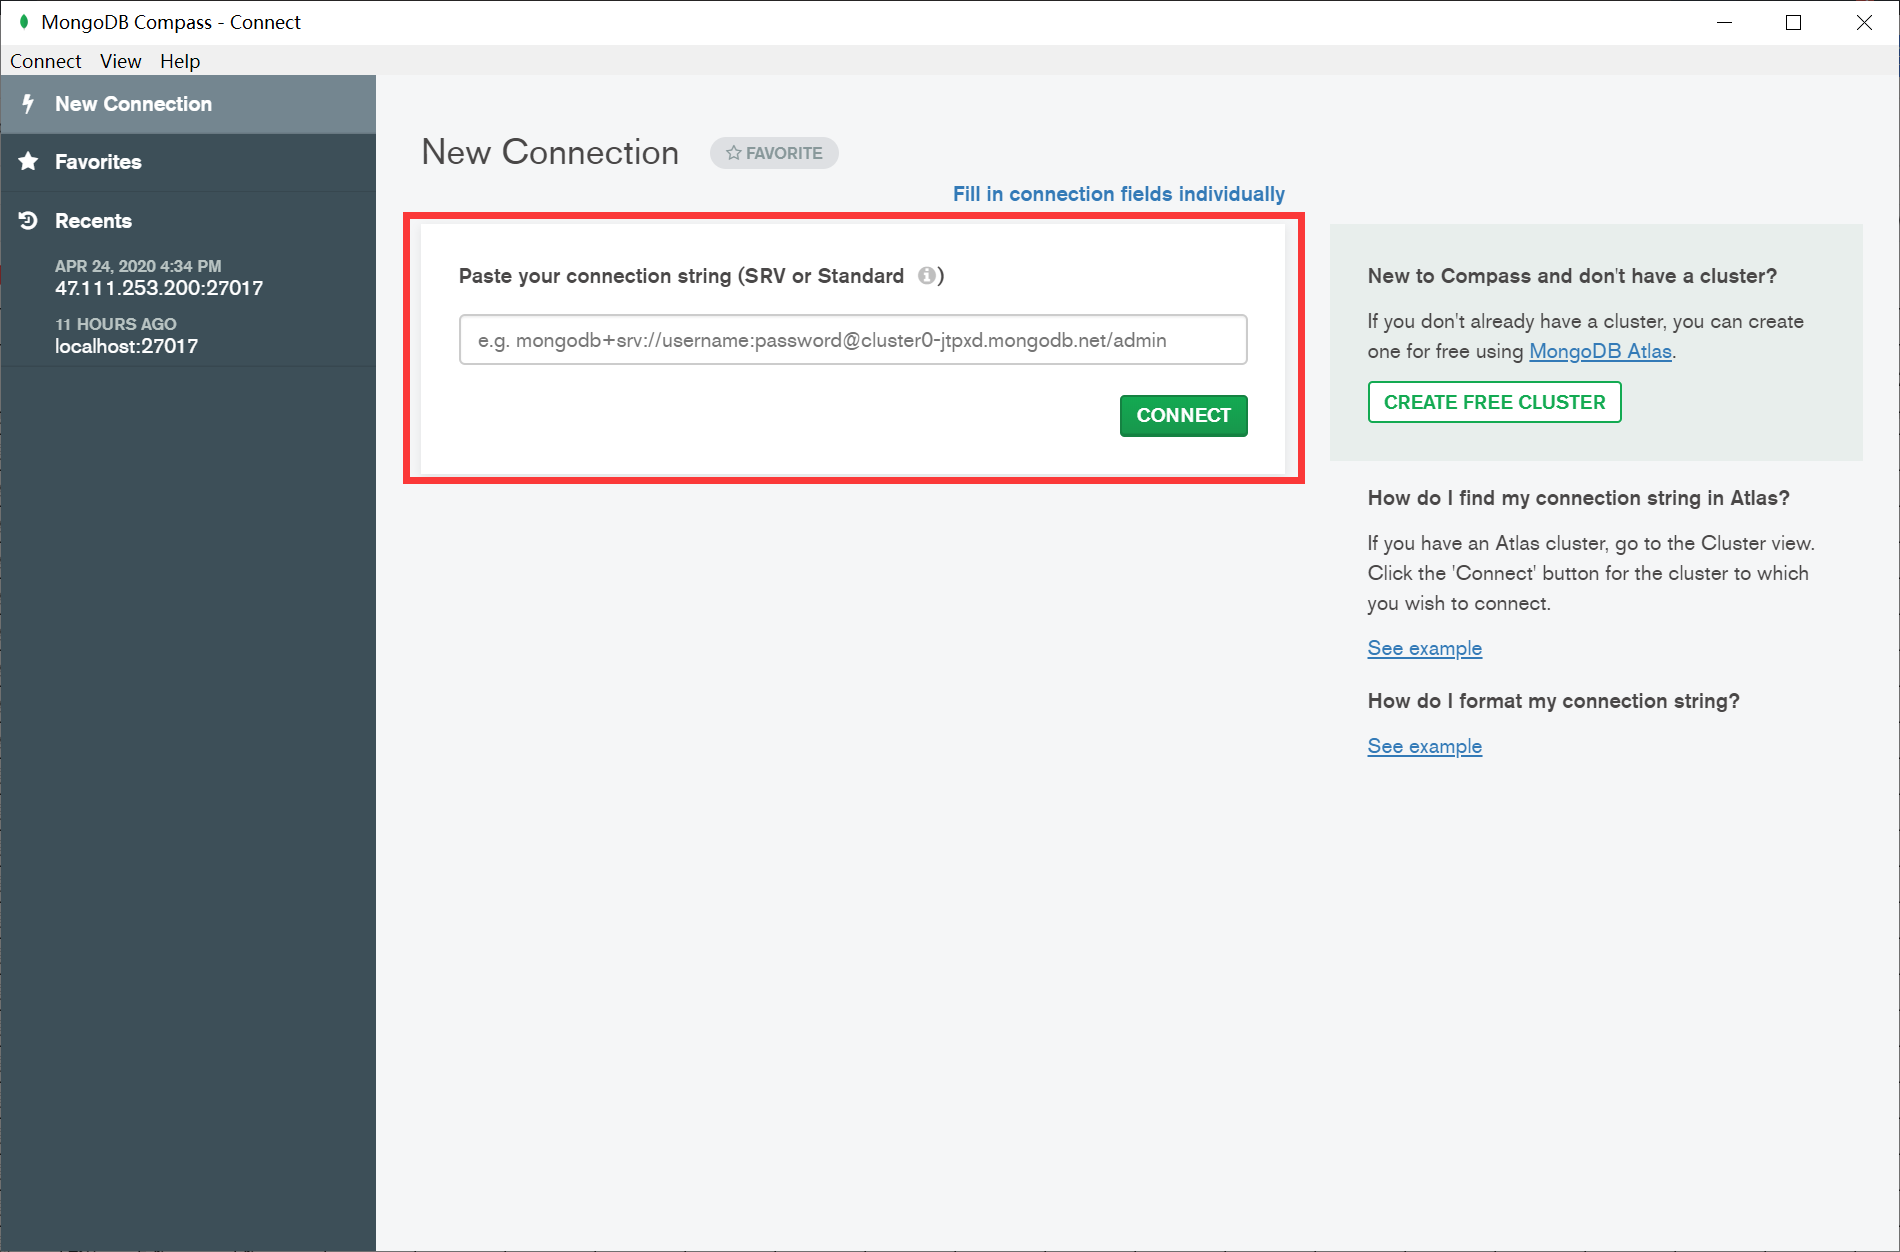 MongoDB Compass - Connect
Connect View Help
New Connection
Favorites
Recents
APR 24, 2020 4:34 PM
47.111.253.200:27017
11 HOURS AGO
localhost:27017
New Connection
FAVORITE
Fill in connection fields individually
Paste your connection string (SRV or Standard )
e.g. mongodb+srv://username:password@cluster0-jtpxd.mongodb.net/admin
CONNECT
New to Compass and don't have a cluster?
If you don't already have a cluster, you can create
one for free using MongoDB Atlas.
CREATE FREE CLUSTER
How do I find my connection string in Atlas?
If you have an Atlas cluster, go to the Cluster view.
Click the 'Connect' button for the cluster to which
you wish to connect.
See example
How do I format my connection string?
See example